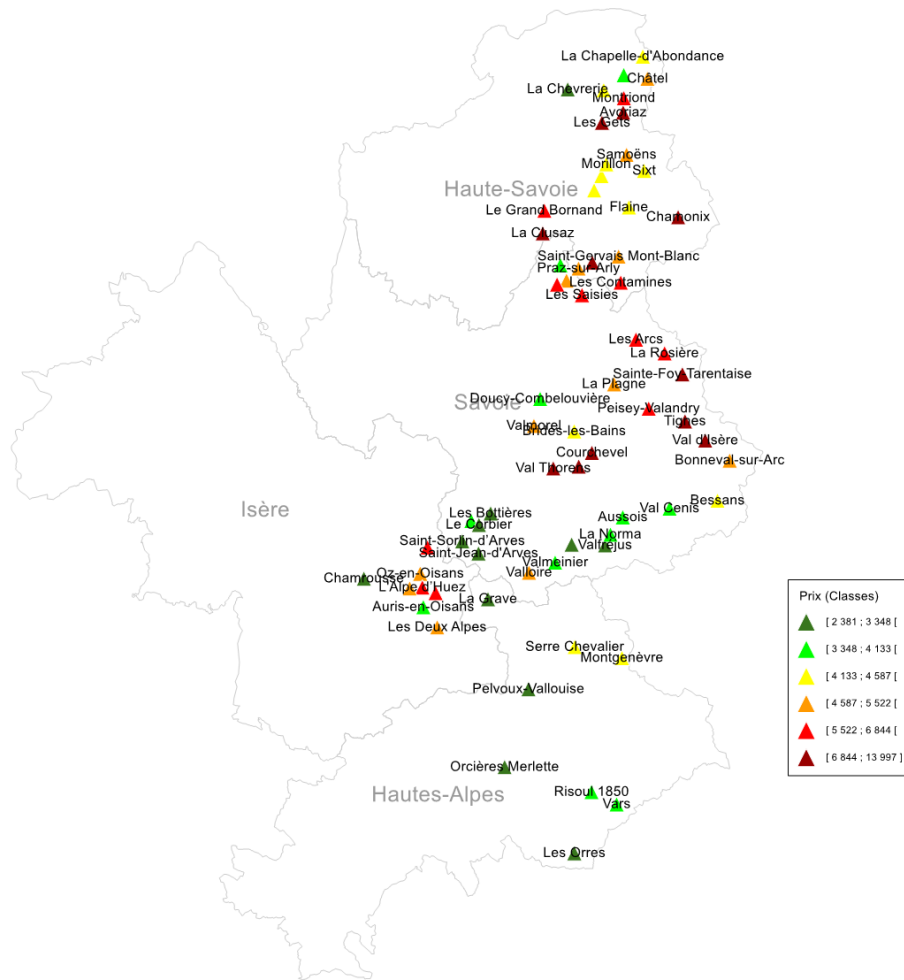 La Chapelle-d'Abondance
Châtel
La Chevrerie
Montriond
Avoriaz
Les Gets
Samoëns
Morillon
Sixt
Haute-Savoie
Flaine
Le Grand Bornand
Chamonix
La Clusaz
Saint-Gervais Mont-Blanc
Praz-sur-Arly
Les Contamines
Les Saisies
Les Arcs
La Rosière
Sainte-Foy-Tarentaise
La Plagne
Doucy-Combelouvière
Savoie
Peisey-Valandry
Tignes
Valmorel
Brides-les-Bains
Val d'Isère
Courchevel
Bonneval-sur-Arc
Val Thorens
Bessans
Isère
Val Cenis
Les Bottières
Aussois
Le Corbier
La Norma
Saint-Sorlin d'Arves
Valfréjus
Saint-Jean-d'Arves
Valmeinier
Oz-en-Oisans
Valloire
Chamrousse
L'Alpe d'Huez
La Grave
Auris-en-Oisans
Les Deux Alpes
Prix (Classes)
[ 2 381 ; 3 348 [
[ 3 348 ; 4 133 [
[ 4 133 ; 4 587 [
[ 4 587 ; 5 522 [
[ 5 522 ; 6 844 [
[ 6 844 ; 13 997 ]
Serre Chevalier
Montgenèvre
Pelvoux-Vallouise
Orcières Merlette
Risoul 1850
Hautes-Alpes
Vars
Les Orres